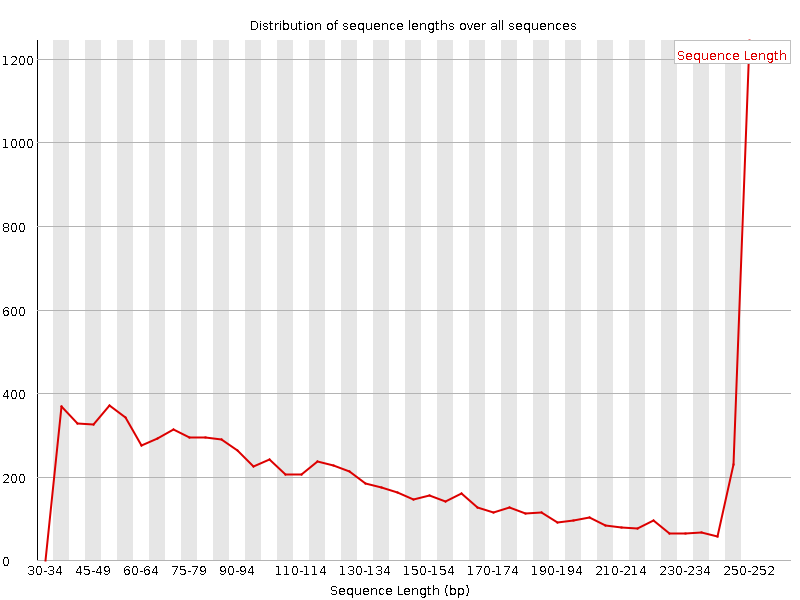 Distribution of sequence lengths over all sequences
Sequence Length
1200
1000
800
600
400
200
0
30-34 45-49 60-64 75-79 90-94 110-114 130-134 150-154 170-174 190-194 210-214 230-234 250-252
Sequence Length (bp)